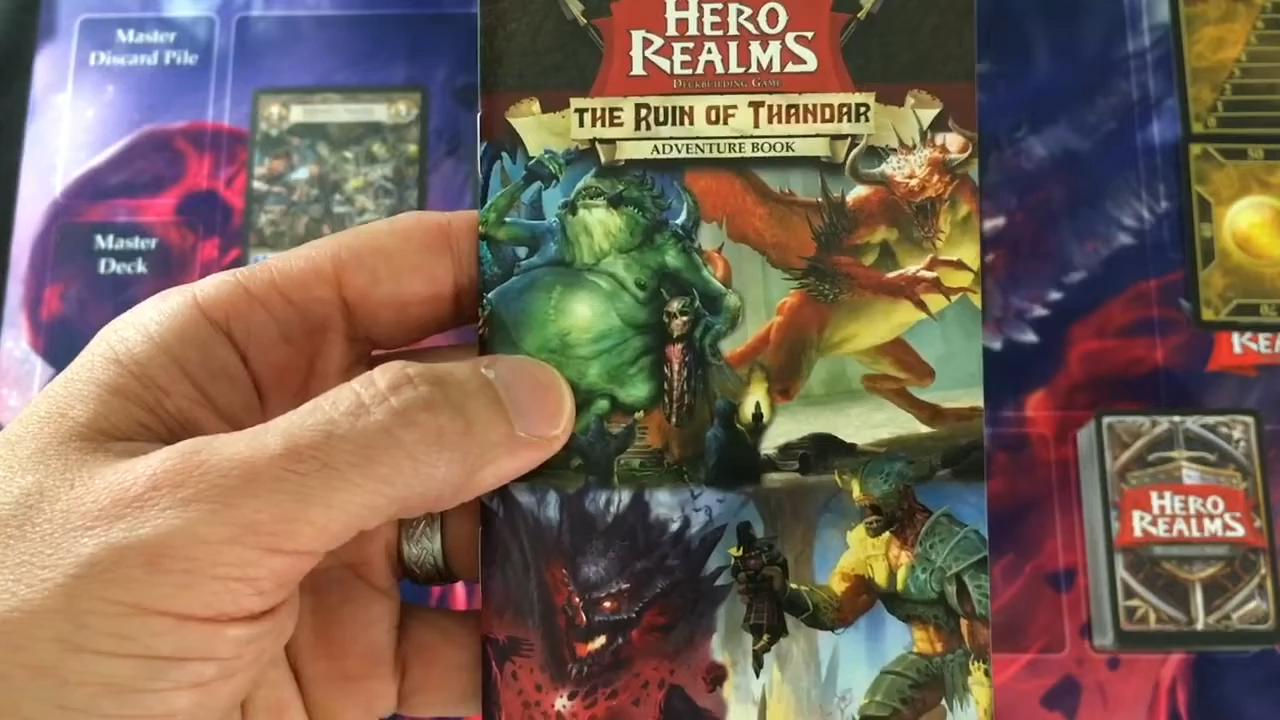 Master
Discard Pile
Master
Deck
HERO
REALMS
DECKBUILDING GAME
THE RUIN OF THANDAR
ADVENTURE BOOK
HERO
REALMS